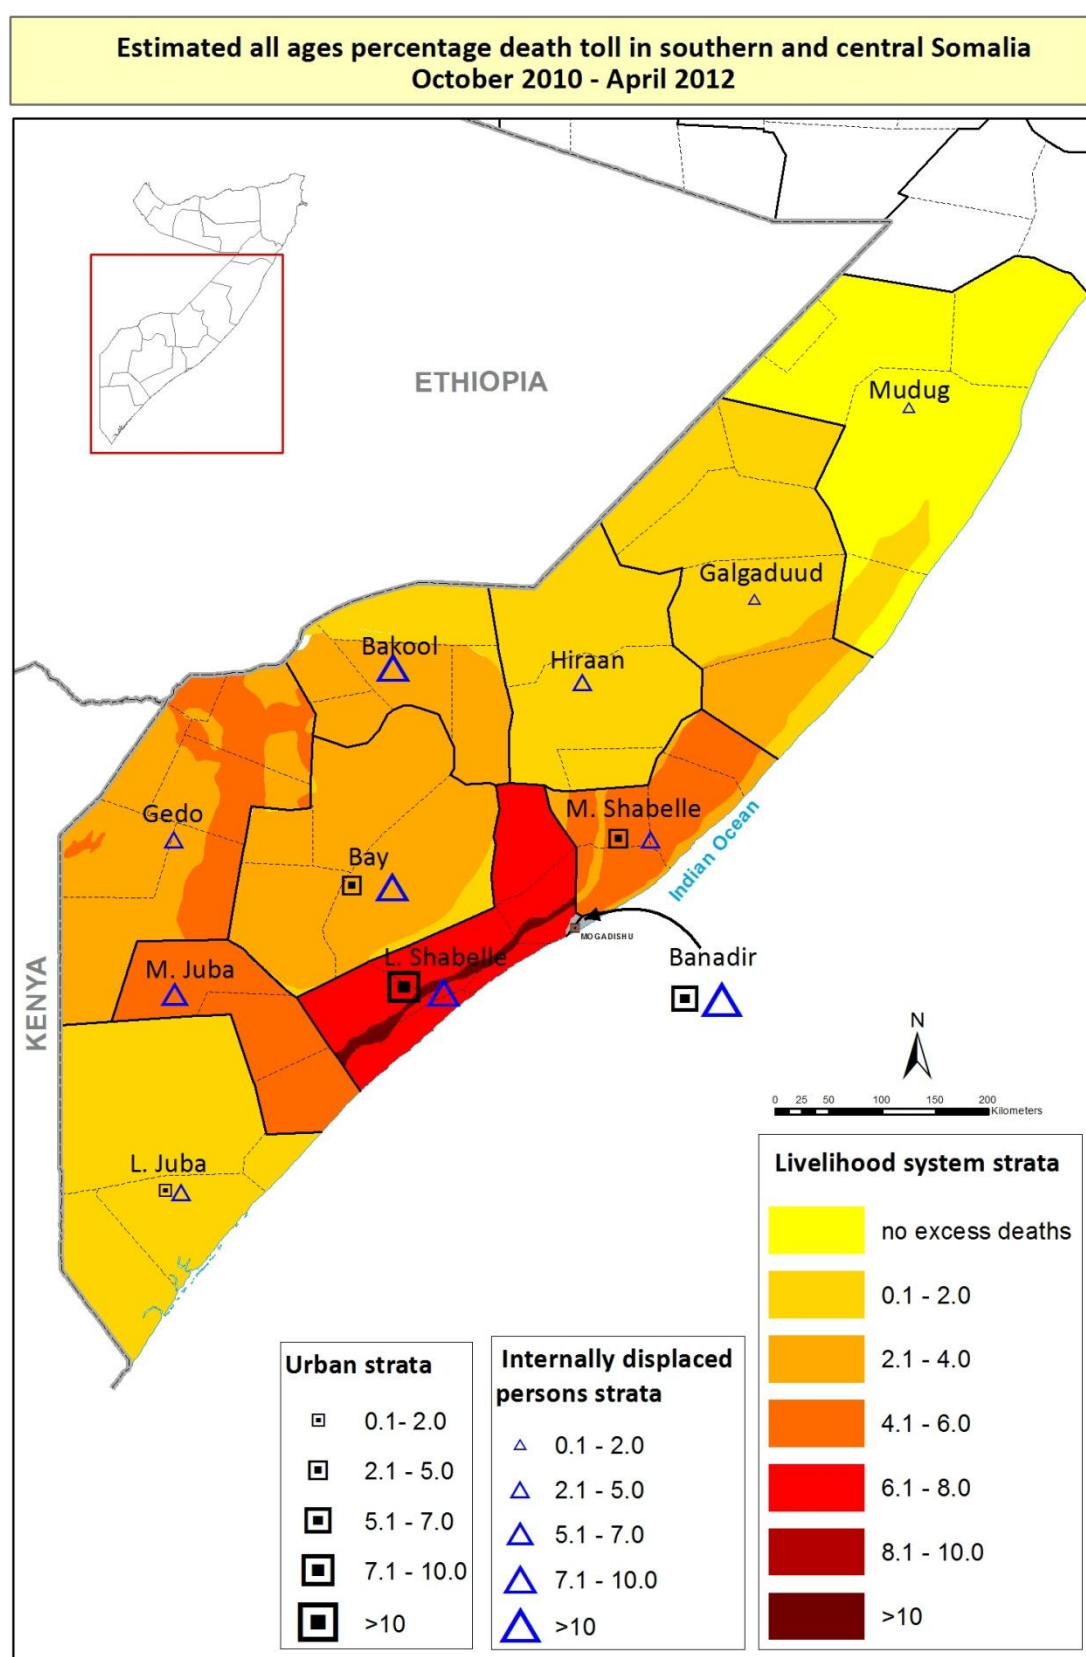 Estimated all ages percentage death toll in southern and central Somalia
October 2010 - April 2012
ETHIOPIA
Mudug
Galgaduud
Bakool
Hiraan
Gedo
M. Shabelle
Bay
Indian Ocean
MOGADISHU
L. Shabelle
Banadir
M. Juba
KENYA
N
0 25 50 100 150 200
Kilometers
L. Juba
Livelihood system strata
no excess deaths
0.1 - 2.0
2.1 - 4.0
4.1 - 6.0
6.1 - 8.0
8.1 - 10.0
>10
Urban strata
0.1- 2.0
2.1 - 5.0
5.1 - 7.0
7.1 - 10.0
>10
Internally displaced
persons strata
0.1 - 2.0
2.1 - 5.0
5.1 - 7.0
7.1 - 10.0
>10